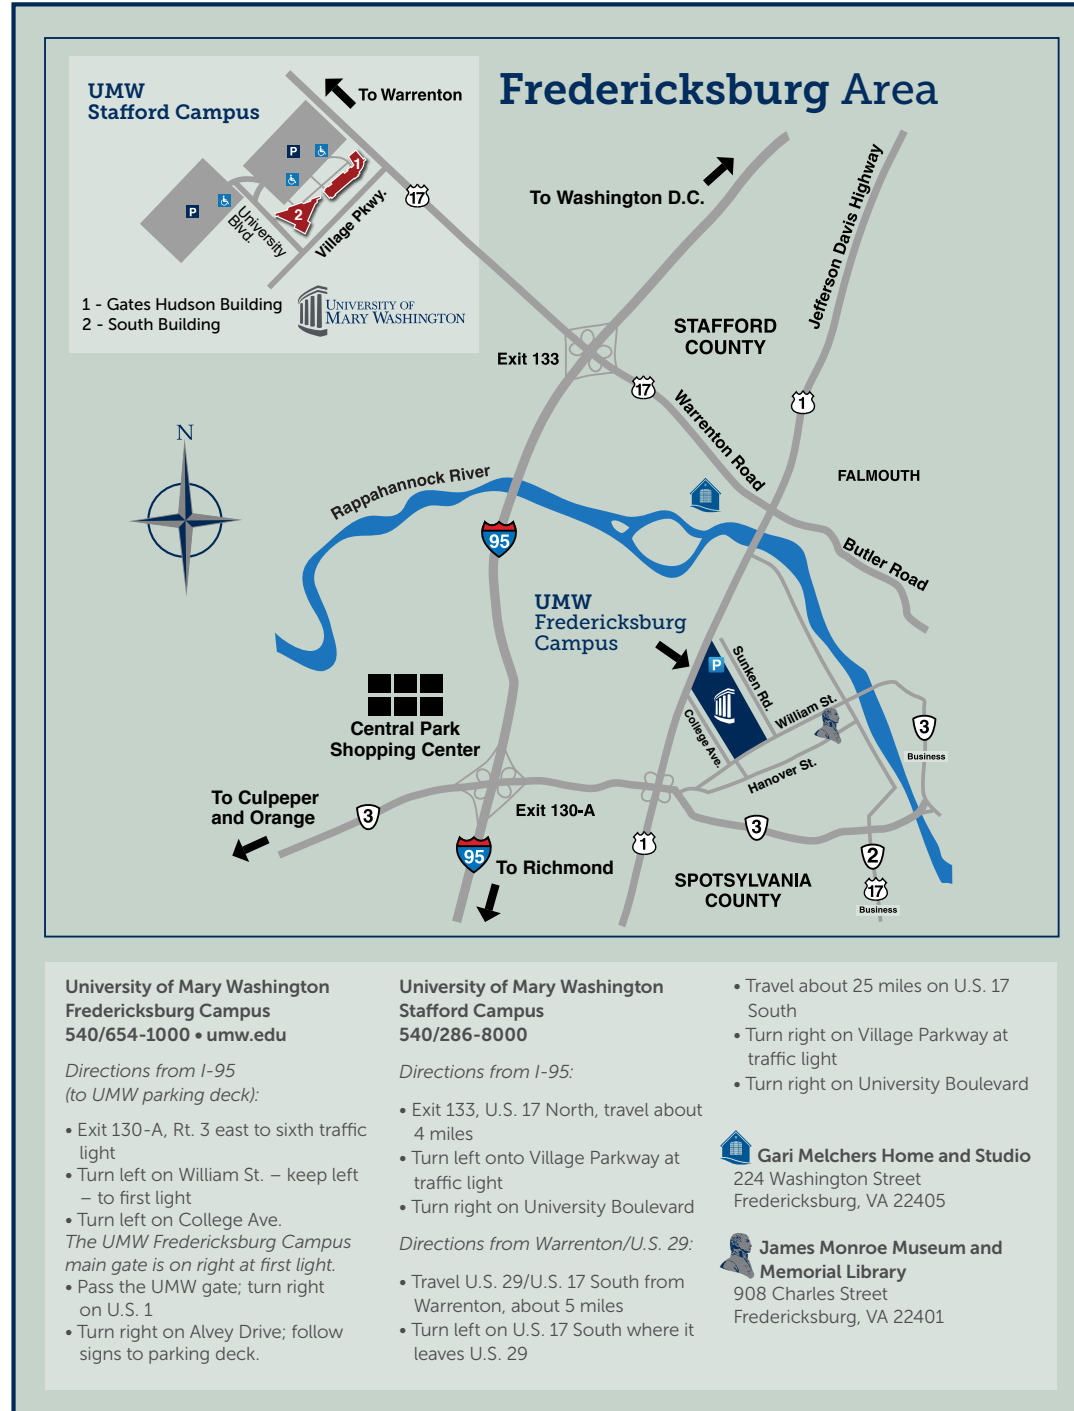 Fredericksburg Area
UMW
Stafford Campus
To Warrenton
P
P
1
2
17
University
Blvd.
Village Pkwy.
1 - Gates Hudson Building
2 - South Building
UNIVERSITY OF
MARY WASHINGTON
To Washington D.C.
Jefferson Davis Highway
STAFFORD
COUNTY
Exit 133
17
1
Warrenton Road
FALMOUTH
N
Rappahannock River
95
Butler Road
UMW
Fredericksburg
Campus
P
Sunken Rd.
College Ave.
William St.
Hanover St.
3
Business
Central Park
Shopping Center
To Culpeper
and Orange
3
Exit 130-A
3
1
95
To Richmond
2
17
Business
SPOTSYLVANIA
COUNTY
University of Mary Washington
Fredericksburg Campus
540/654-1000 • umw.edu
Directions from I-95
(to UMW parking deck):
• Exit 130-A, Rt. 3 east to sixth traffic
light
• Turn left on William St. – keep left
– to first light
• Turn left on College Ave.
The UMW Fredericksburg Campus
main gate is on right at first light.
• Pass the UMW gate; turn right
on U.S. 1
• Turn right on Alvey Drive; follow
signs to parking deck.
University of Mary Washington
Stafford Campus
540/286-8000
Directions from I-95:
• Exit 133, U.S. 17 North, travel about
4 miles
• Turn left onto Village Parkway at
traffic light
• Turn right on University Boulevard
Directions from Warrenton/U.S. 29:
• Travel U.S. 29/U.S. 17 South from
Warrenton, about 5 miles
• Turn left on U.S. 17 South where it
leaves U.S. 29
• Travel about 25 miles on U.S. 17
South
• Turn right on Village Parkway at
traffic light
• Turn right on University Boulevard
Gari Melchers Home and Studio
224 Washington Street
Fredericksburg, VA 22405
James Monroe Museum and
Memorial Library
908 Charles Street
Fredericksburg, VA 22401